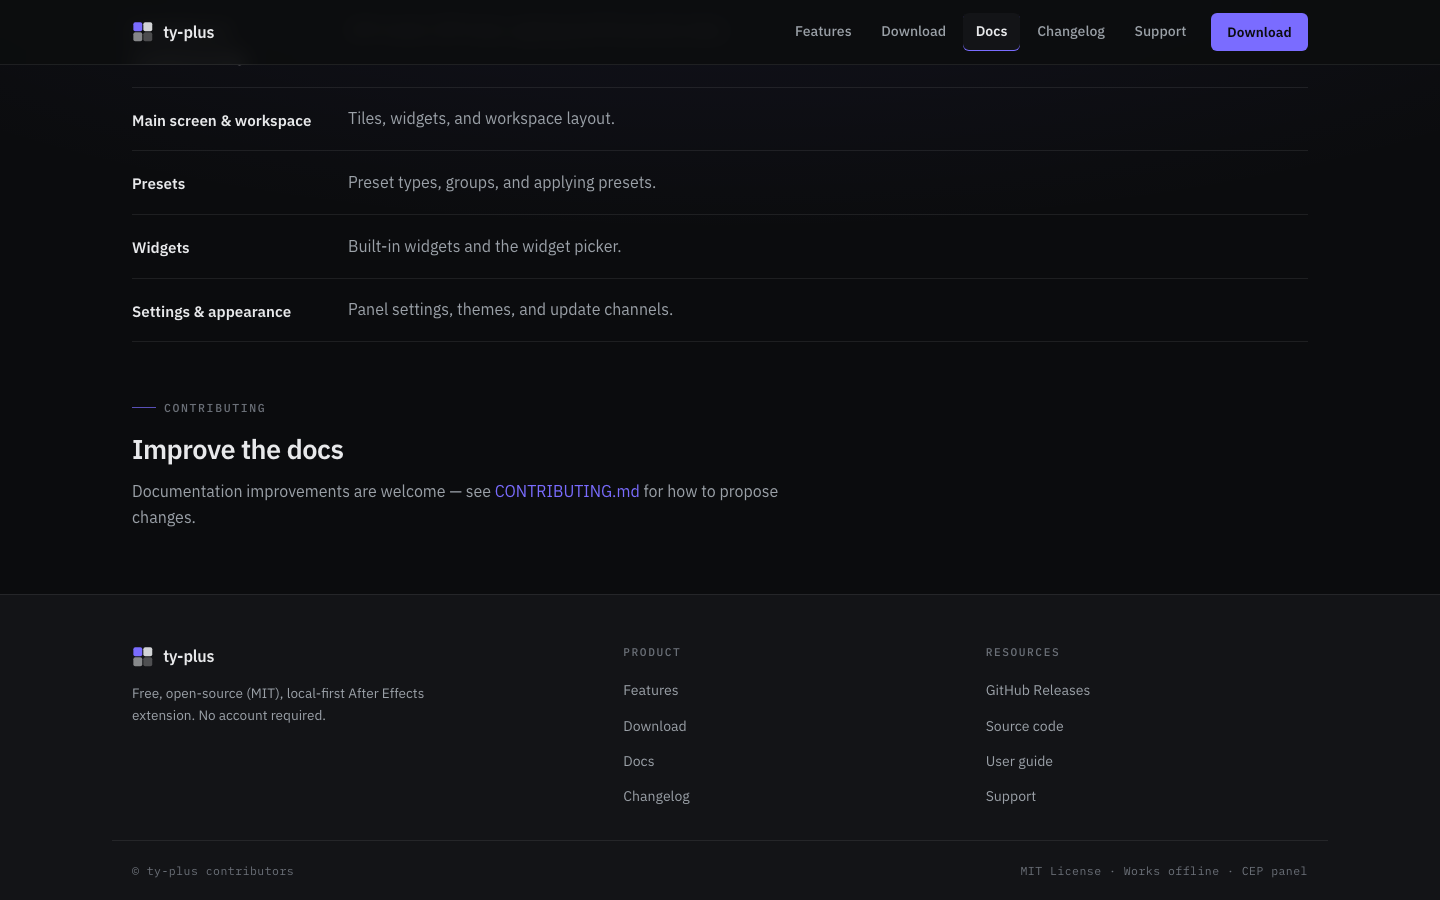 ty-plus
Features
Download
Docs
Changelog
Support
Download
Main screen & workspace
Tiles, widgets, and workspace layout.
Presets
Preset types, groups, and applying presets.
Widgets
Built-in widgets and the widget picker.
Settings & appearance
Panel settings, themes, and update channels.
CONTRIBUTING
Improve the docs
Documentation improvements are welcome — see CONTRIBUTING.md for how to propose
changes.
ty-plus
Free, open-source (MIT), local-first After Effects
extension. No account required.
PRODUCT
Features
Download
Docs
Changelog
RESOURCES
GitHub Releases
Source code
User guide
Support
© ty-plus contributors
MIT License · Works offline · CEP panel